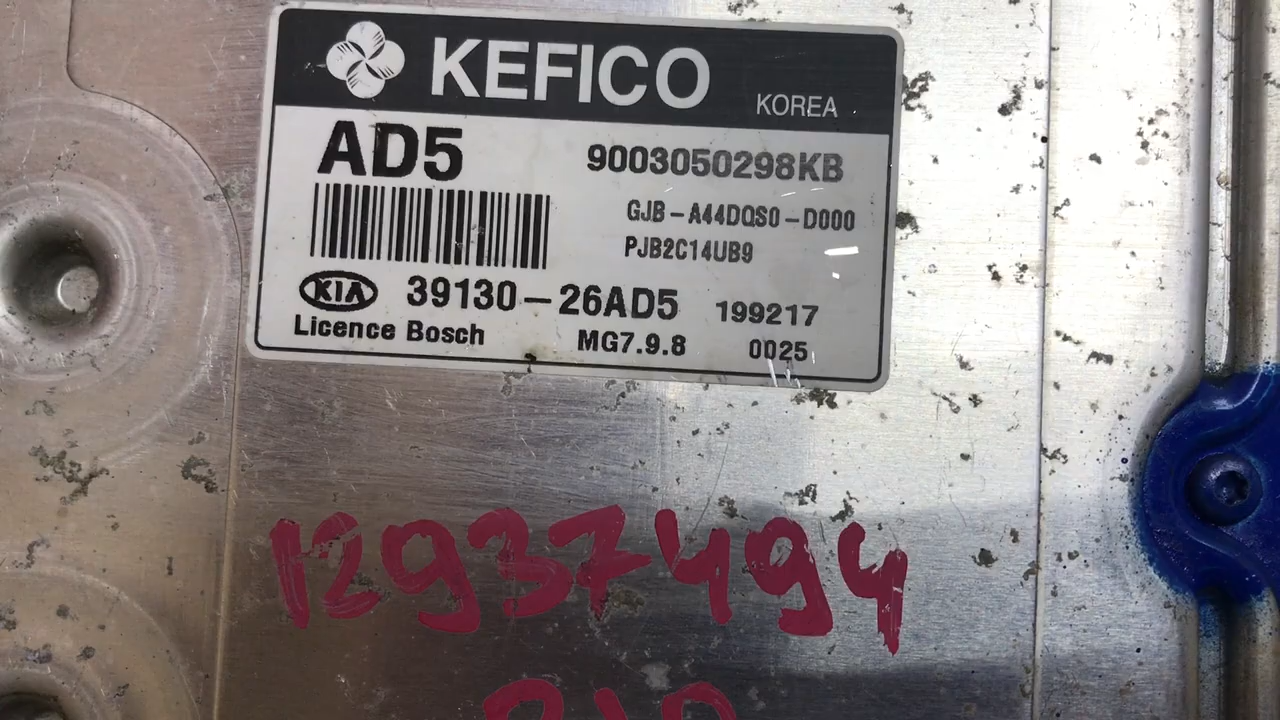 KEFICO KOREA
AD5 9003050298KB
GJB-A44DQS0-D000
PJB2C14UB9
KIA 39130-26AD5 199217
Licence Bosch MG7.9.8 0025
12937494